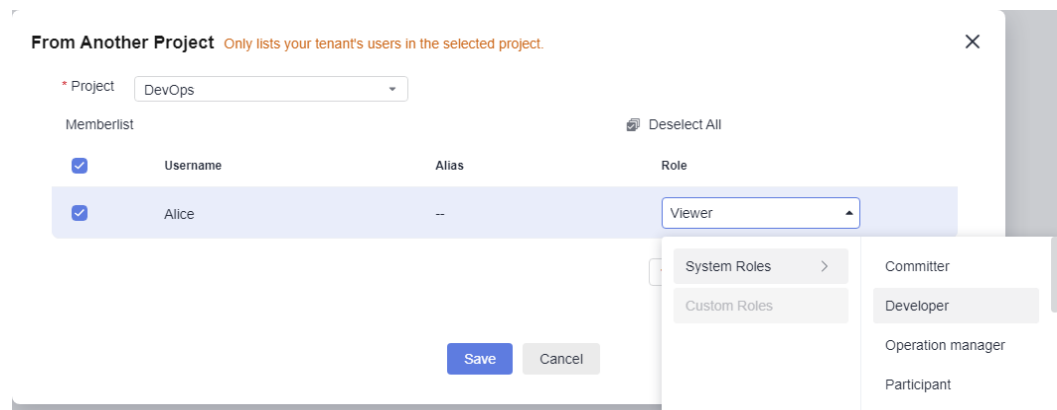 From Another Project Only lists your tenant's users in the selected project.
* Project DevOps
Memberlist Deselect All
Username Alias Role
Alice -- Viewer
System Roles Committer
Custom Roles Developer
Operation manager
Save Cancel
Participant